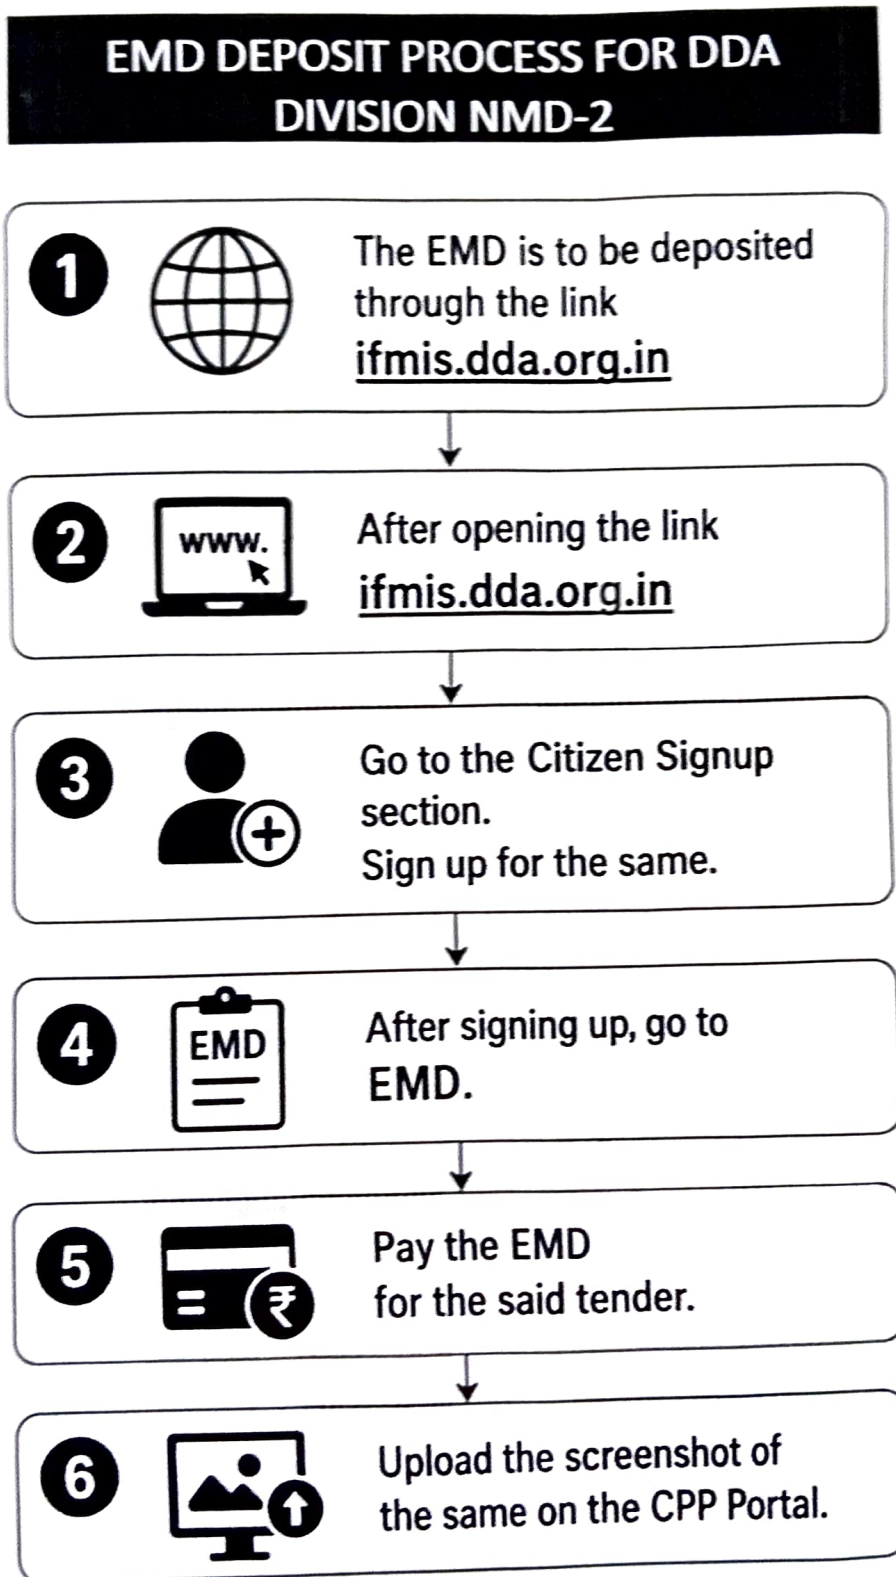 EMD DEPOSIT PROCESS FOR DDA
DIVISION NMD-2
1
The EMD is to be deposited
through the link
ifmis.dda.org.in
2
www.
After opening the link
ifmis.dda.org.in
3
Go to the Citizen Signup
section.
Sign up for the same.
4
EMD
After signing up, go to
EMD.
5
₹
Pay the EMD
for the said tender.
6
Upload the screenshot of
the same on the CPP Portal.